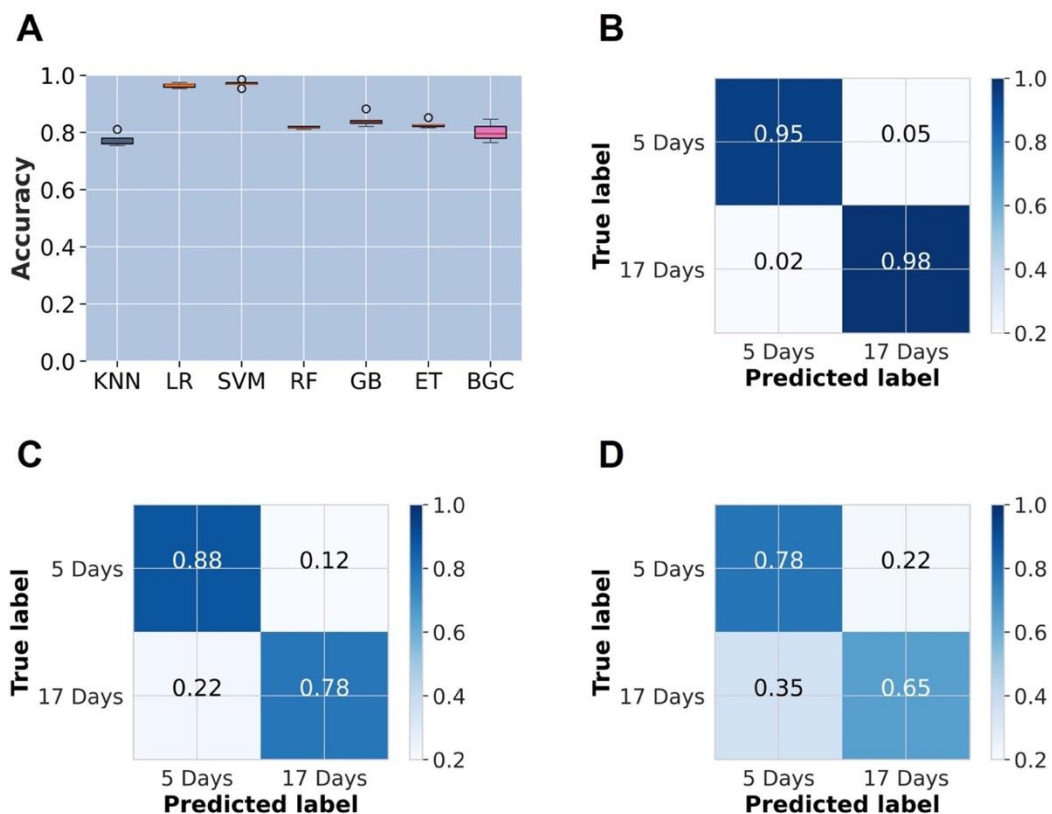 A
1.0
0.8
0.6
0.4
0.2
0.0
Accuracy
KNN LR SVM RF GB ET BGC
B
True label
5 Days
17 Days
0.95 0.05
0.02 0.98
5 Days 17 Days
Predicted label
1.0
0.8
0.6
0.4
0.2
C
True label
5 Days
17 Days
0.88 0.12
0.22 0.78
5 Days 17 Days
Predicted label
1.0
0.8
0.6
0.4
0.2
D
True label
5 Days
17 Days
0.78 0.22
0.35 0.65
5 Days 17 Days
Predicted label
1.0
0.8
0.6
0.4
0.2